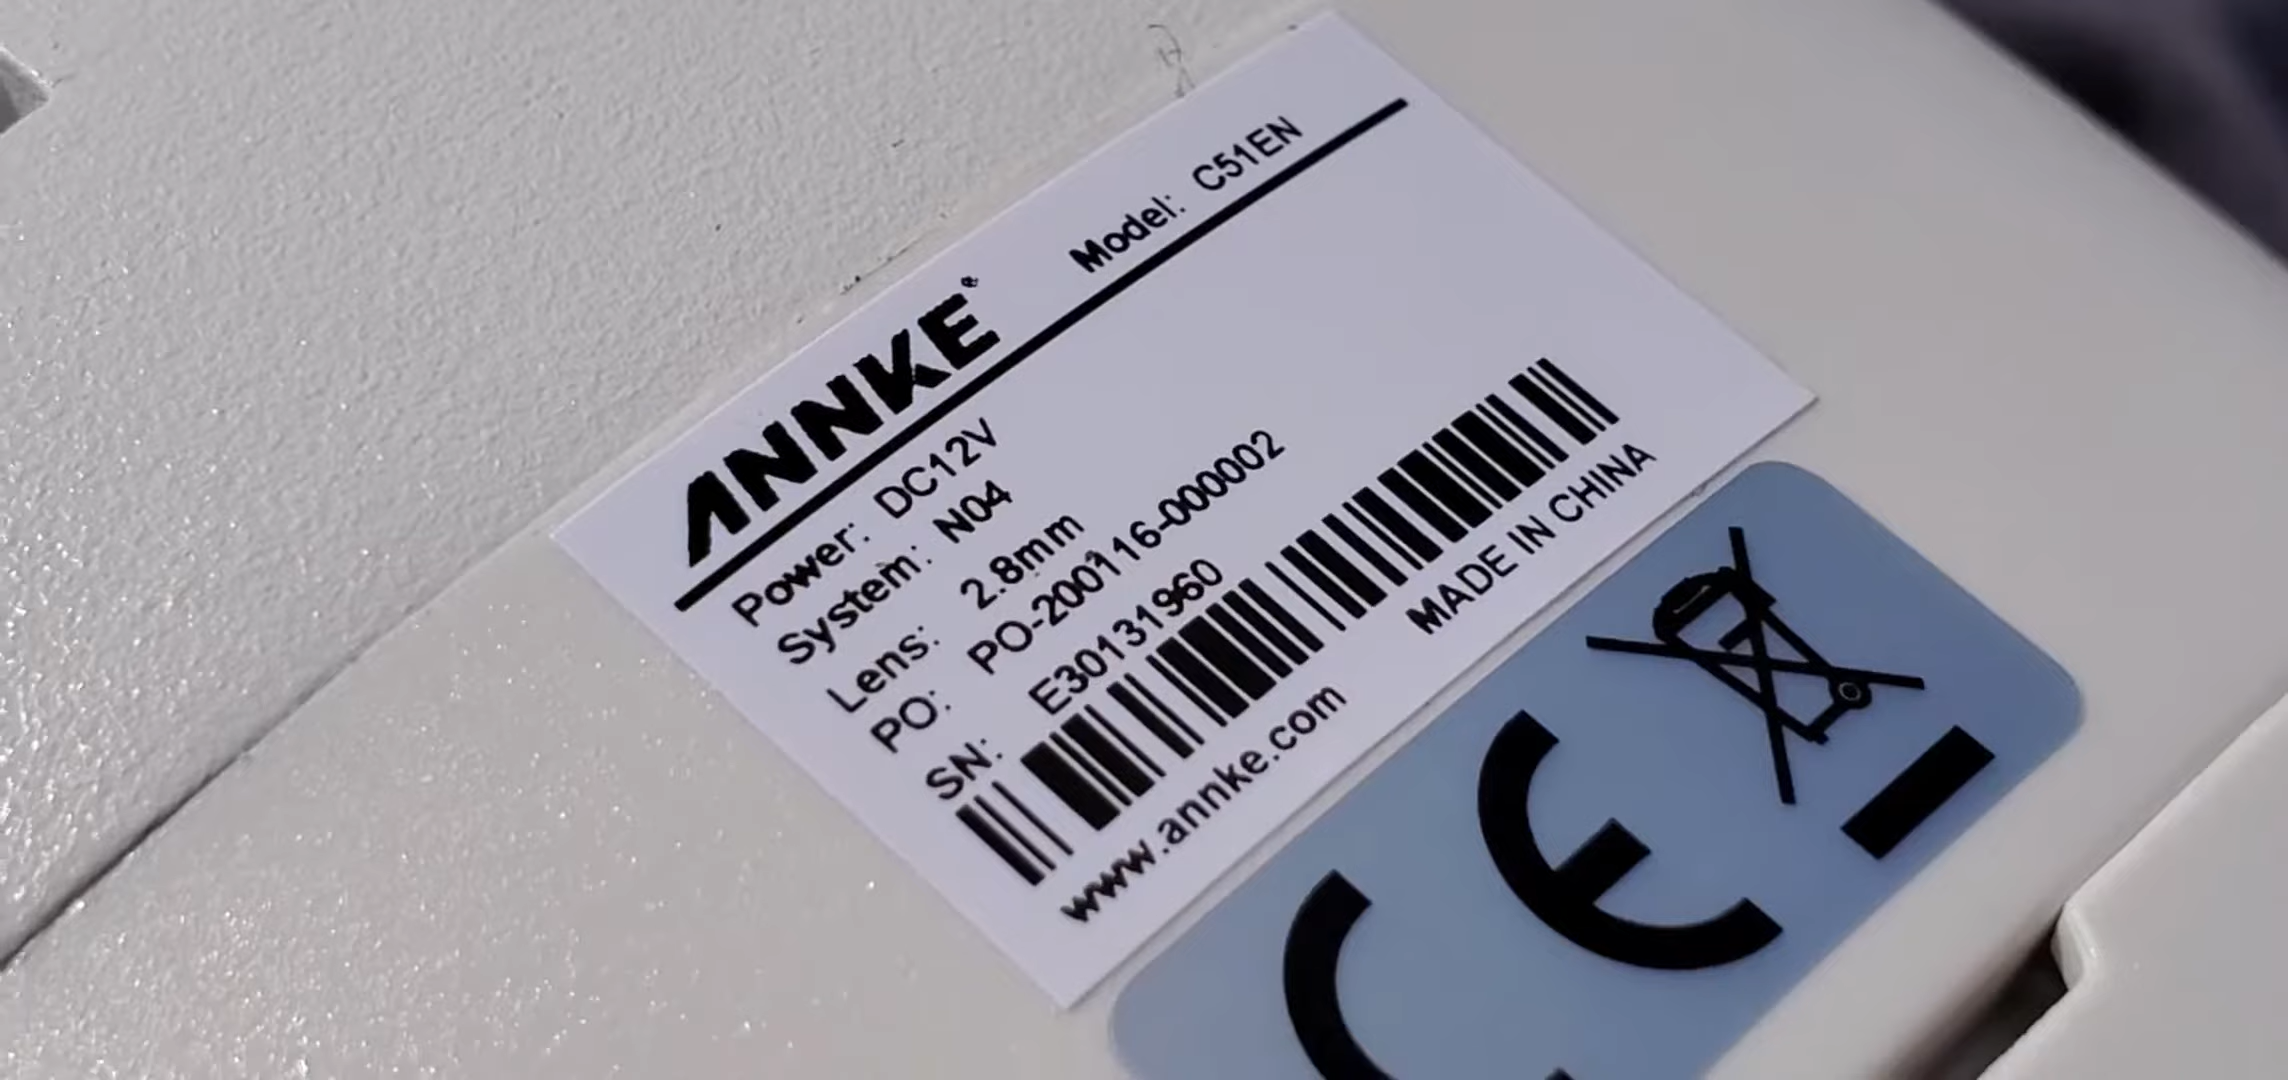 ANNKE® Model: C51EN
Power: DC12V
System: N04
Lens: 2.8mm
PO: PO-200116-000002
SN: E30131960
www.annke.com MADE IN CHINA
CE